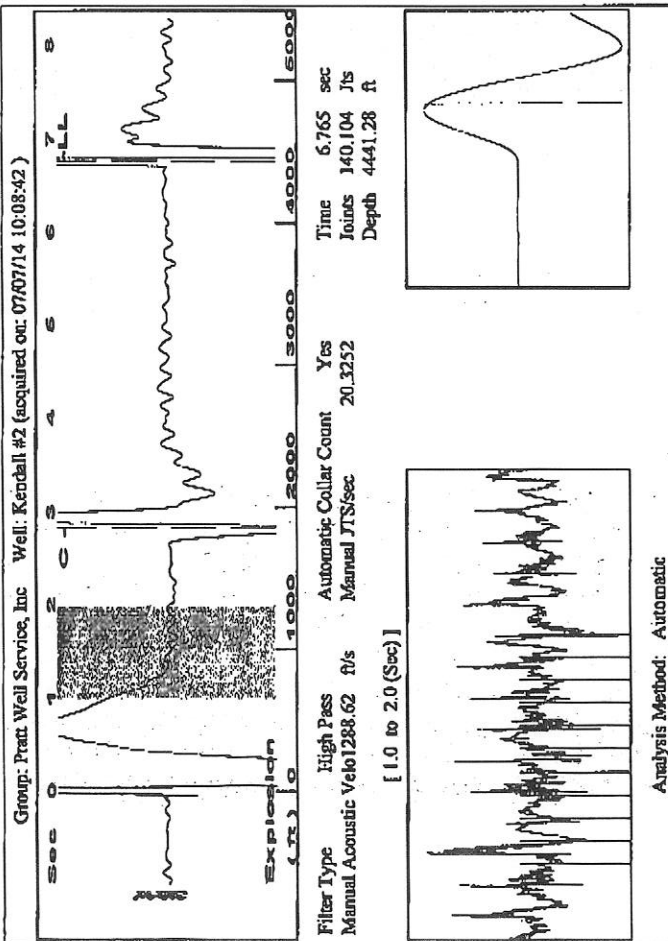 Group: Pratt Well Service, Inc Well: Kendall #2 (acquired on: 07/07/14 10:08:42 )
Sec 0 1 2 3 4 5 6 7 8
C LL
Explosion
(ft) 0 1000 2000 3000 4000 5000
Filter Type High Pass Automatic Collar Count Yes Time 6.765 sec
Manual Acoustic Velo1288.62 ft/s Manual JTS/sec 20.3252 Joints 140.104 Jts
Depth 4441.28 ft
[ 1.0 to 2.0 (Sec) ]
Analysis Method: Automatic